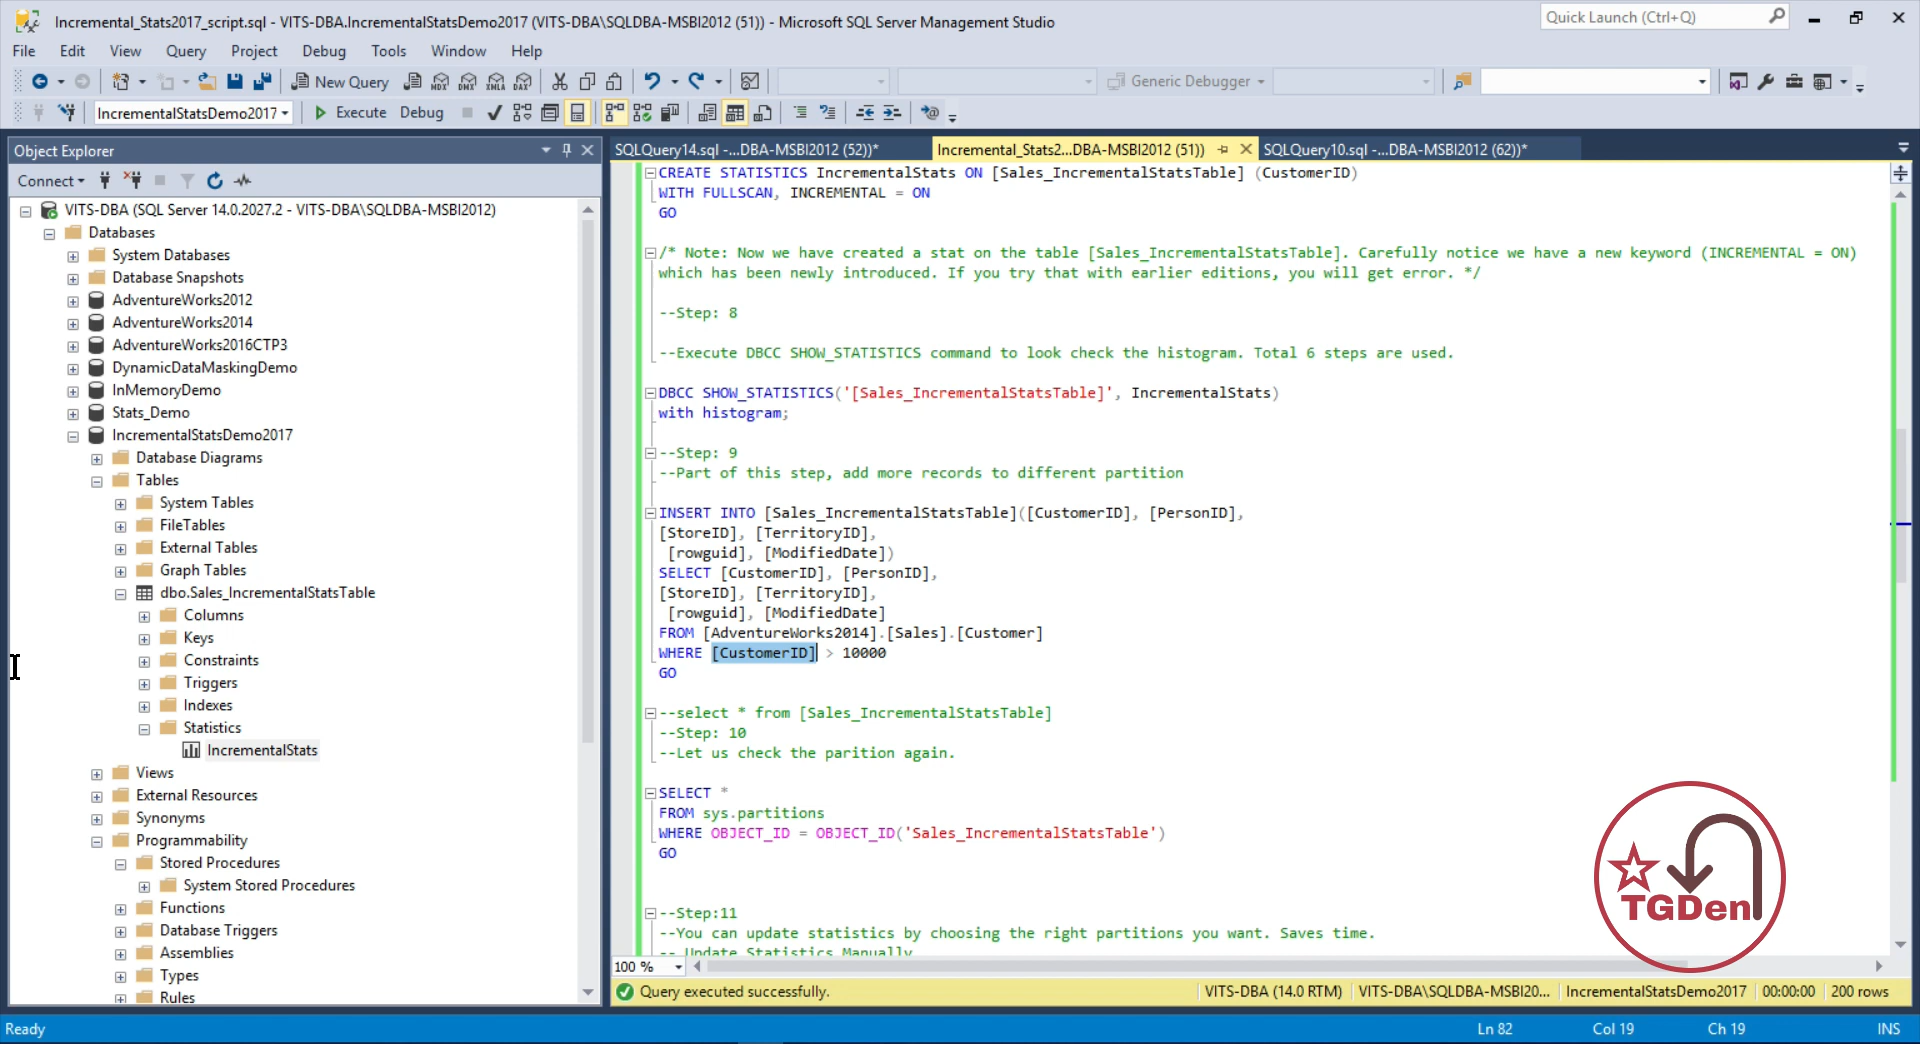 Incremental_Stats2017_script.sql - VITS-DBA.IncrementalStatsDemo2017 (VITS-DBA\SQLDBA-MSBI2012 (51)) - Microsoft SQL Server Management Studio
Quick Launch (Ctrl+Q)
File Edit View Query Project Debug Tools Window Help
New Query MDX DMX XMLA DAX Generic Debugger
IncrementalStatsDemo2017 Execute Debug
Object Explorer
Connect
VITS-DBA (SQL Server 14.0.2027.2 - VITS-DBA\SQLDBA-MSBI2012)
Databases
System Databases
Database Snapshots
AdventureWorks2012
AdventureWorks2014
AdventureWorks2016CTP3
DynamicDataMaskingDemo
InMemoryDemo
Stats_Demo
IncrementalStatsDemo2017
Database Diagrams
Tables
System Tables
FileTables
External Tables
Graph Tables
dbo.Sales_IncrementalStatsTable
Columns
Keys
Constraints
Triggers
Indexes
Statistics
IncrementalStats
Views
External Resources
Synonyms
Programmability
Stored Procedures
System Stored Procedures
Functions
Database Triggers
Assemblies
Types
Rules
SQLQuery14.sql -...DBA-MSBI2012 (52))* Incremental_Stats2...DBA-MSBI2012 (51)) SQLQuery10.sql -...DBA-MSBI2012 (62))*
CREATE STATISTICS IncrementalStats ON [Sales_IncrementalStatsTable] (CustomerID)
WITH FULLSCAN, INCREMENTAL = ON
GO
/* Note: Now we have created a stat on the table [Sales_IncrementalStatsTable]. Carefully notice we have a new keyword (INCREMENTAL = ON)
which has been newly introduced. If you try that with earlier editions, you will get error. */
--Step: 8
--Execute DBCC SHOW_STATISTICS command to look check the histogram. Total 6 steps are used.
DBCC SHOW_STATISTICS('[Sales_IncrementalStatsTable]', IncrementalStats)
with histogram;
--Step: 9
--Part of this step, add more records to different partition
INSERT INTO [Sales_IncrementalStatsTable]([CustomerID], [PersonID],
[StoreID], [TerritoryID],
[rowguid], [ModifiedDate])
SELECT [CustomerID], [PersonID],
[StoreID], [TerritoryID],
[rowguid], [ModifiedDate]
FROM [AdventureWorks2014].[Sales].[Customer]
WHERE [CustomerID] > 10000
GO
--select * from [Sales_IncrementalStatsTable]
--Step: 10
--Let us check the parition again.
SELECT *
FROM sys.partitions
WHERE OBJECT_ID = OBJECT_ID('Sales_IncrementalStatsTable')
GO
--Step:11
--You can update statistics by choosing the right partitions you want. Saves time.
-- Update Statistics Manually
TGDen
100 %
Query executed successfully. VITS-DBA (14.0 RTM) VITS-DBA\SQLDBA-MSBI20... IncrementalStatsDemo2017 00:00:00 200 rows
Ready Ln 82 Col 19 Ch 19 INS